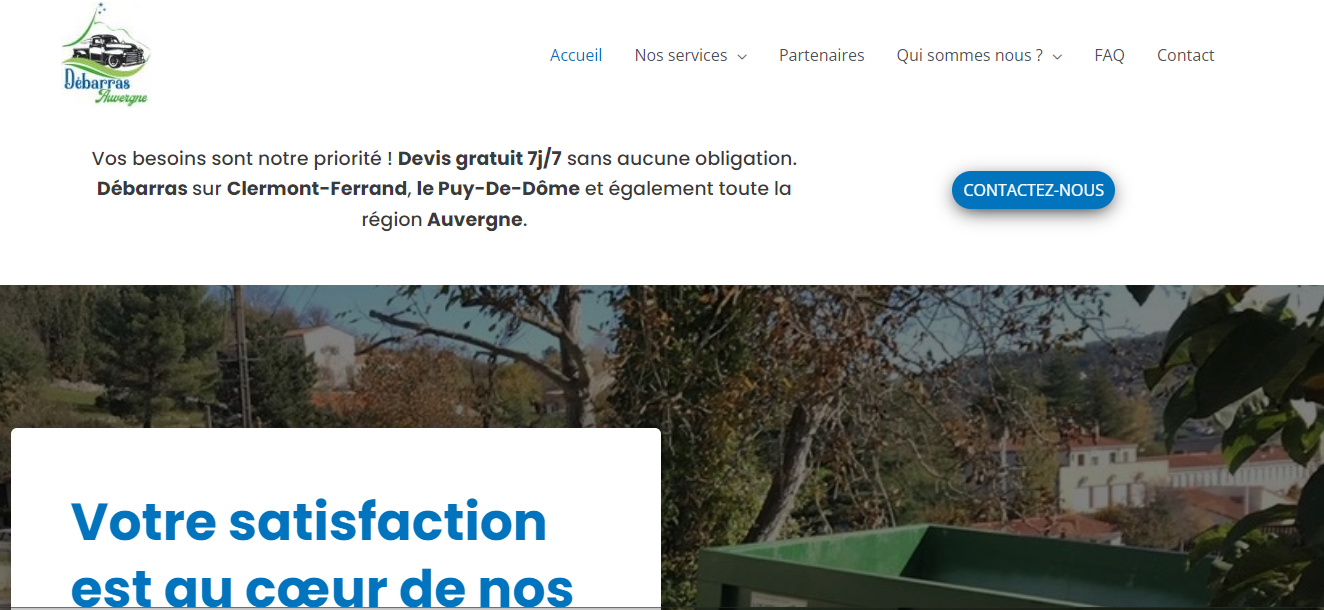 Débarras
Auvergne
Accueil Nos services Partenaires Qui sommes nous ? FAQ Contact
Vos besoins sont notre priorité ! Devis gratuit 7j/7 sans aucune obligation.
Débarras sur Clermont-Ferrand, le Puy-De-Dôme et également toute la
région Auvergne.
CONTACTEZ-NOUS
Votre satisfaction
est au cœur de nos